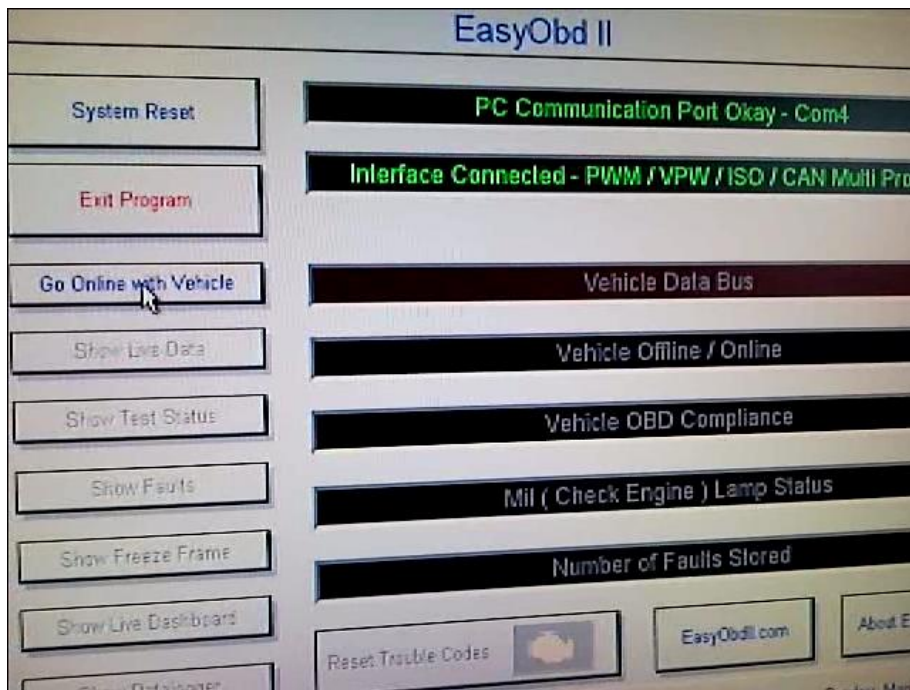 EasyObd II
System Reset
PC Communication Port Okay - Com4
Exit Program
Interface Connected - PWM / VPW / ISO / CAN Multi
Go Online with Vehicle
Vehicle Data Bus
Show Live Data
Vehicle Offline / Online
Show Test Status
Vehicle OBD Compliance
Show Faults
Mil ( Check Engine ) Lamp Status
Show Freeze Frame
Number of Faults Stored
Show Live Dashboard
Reset Trouble Codes
EasyObdII.com
About